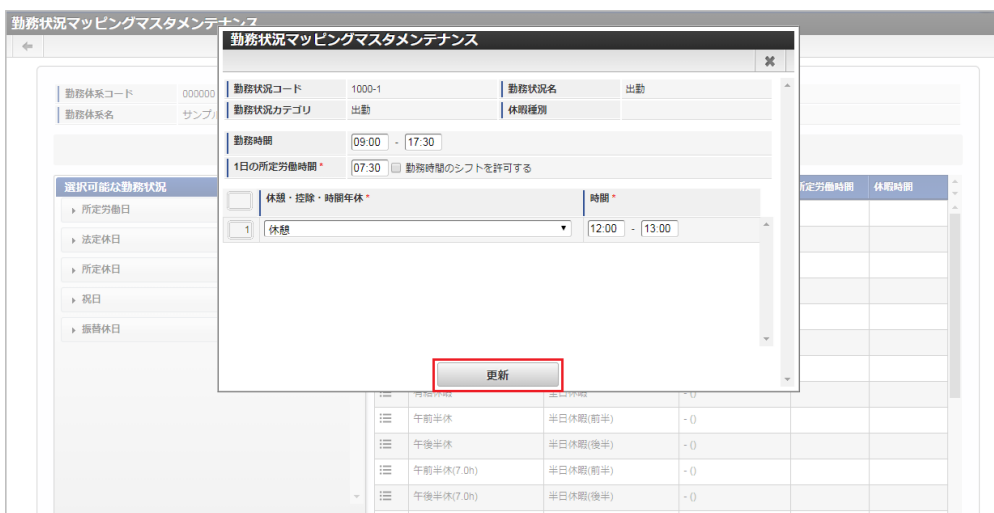 勤務状況マッピングマスタメンテナンス
勤務状況マッピングマスタメンテナンス
勤務体系コード 000000
勤務体系名 サンプル
勤務状況コード 1000-1 勤務状況名 出勤
勤務状況カテゴリ 出勤 休暇種別
勤務時間 09:00 - 17:30
1日の所定労働時間 * 07:30 勤務時間のシフトを許可する
休憩・控除・時間年休 * 時間 *
1 休憩 12:00 - 13:00
更新
選択可能な勤務状況
所定労働日
法定休日
所定休日
祝日
振替休日
所定労働時間 休暇時間
有給休暇 全日休暇 - ()
午前半休 半日休暇(前半) - ()
午後半休 半日休暇(後半) - ()
午前半休(7.0h) 半日休暇(前半) - ()
午後半休(7.0h) 半日休暇(後半) - ()